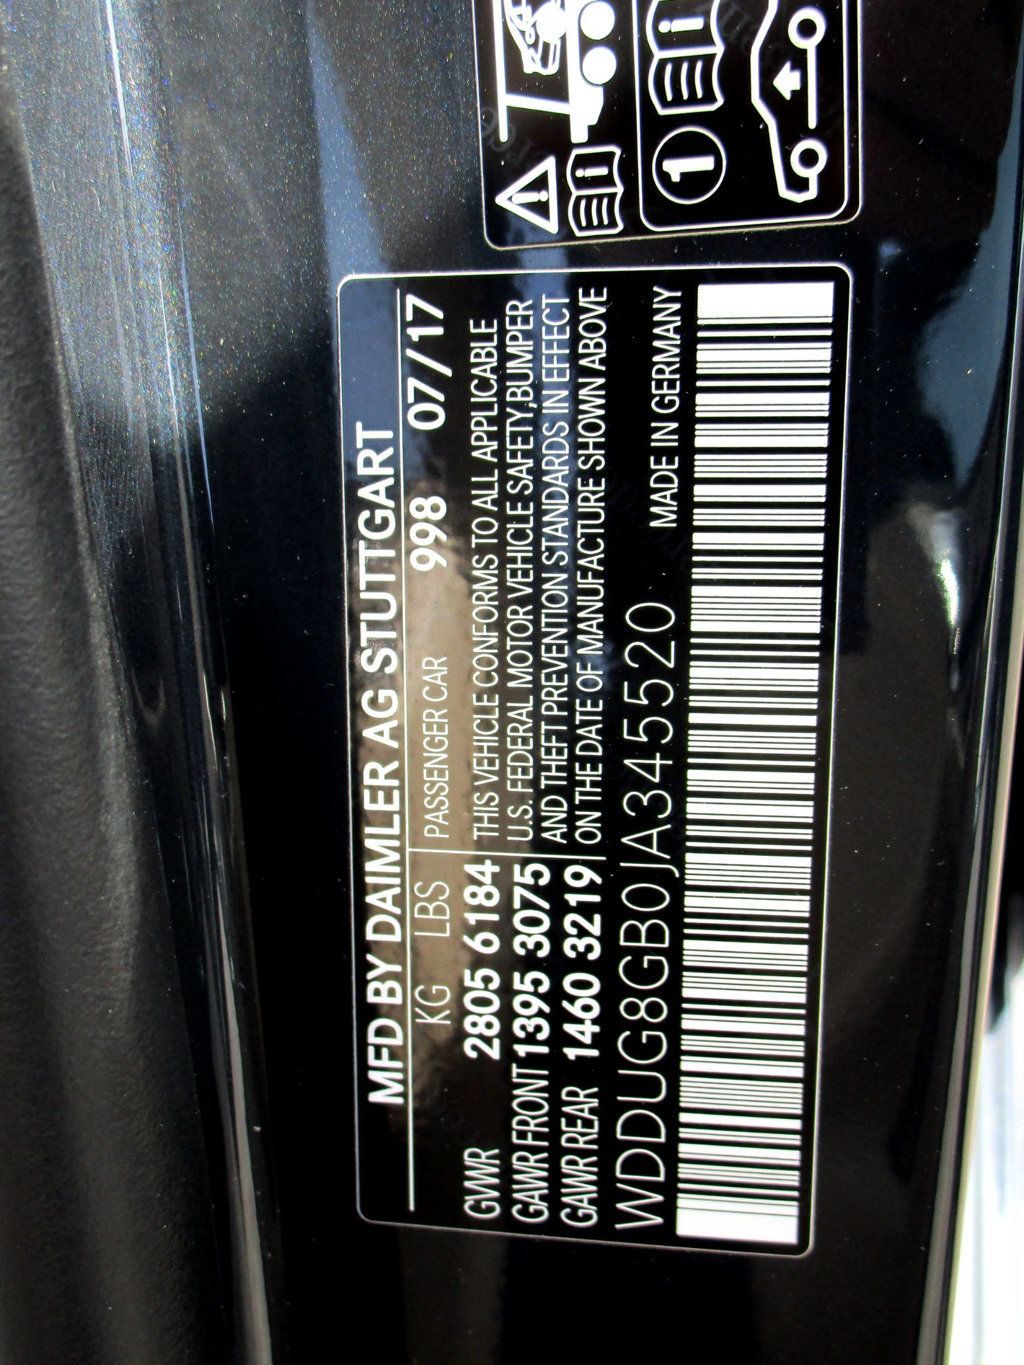 MFD BY DAIMLER AG STUTTGART
KG LBS PASSENGER CAR 998 07/17
GVWR 2805 6184 THIS VEHICLE CONFORMS TO ALL APPLICABLE
U.S. FEDERAL MOTOR VEHICLE SAFETY,BUMPER
GAWR FRONT 1395 3075 AND THEFT PREVENTION STANDARDS IN EFFECT
GAWR REAR 1460 3219 ON THE DATE OF MANUFACTURE SHOWN ABOVE
WDDUG8GB0JA345520 MADE IN GERMANY
1